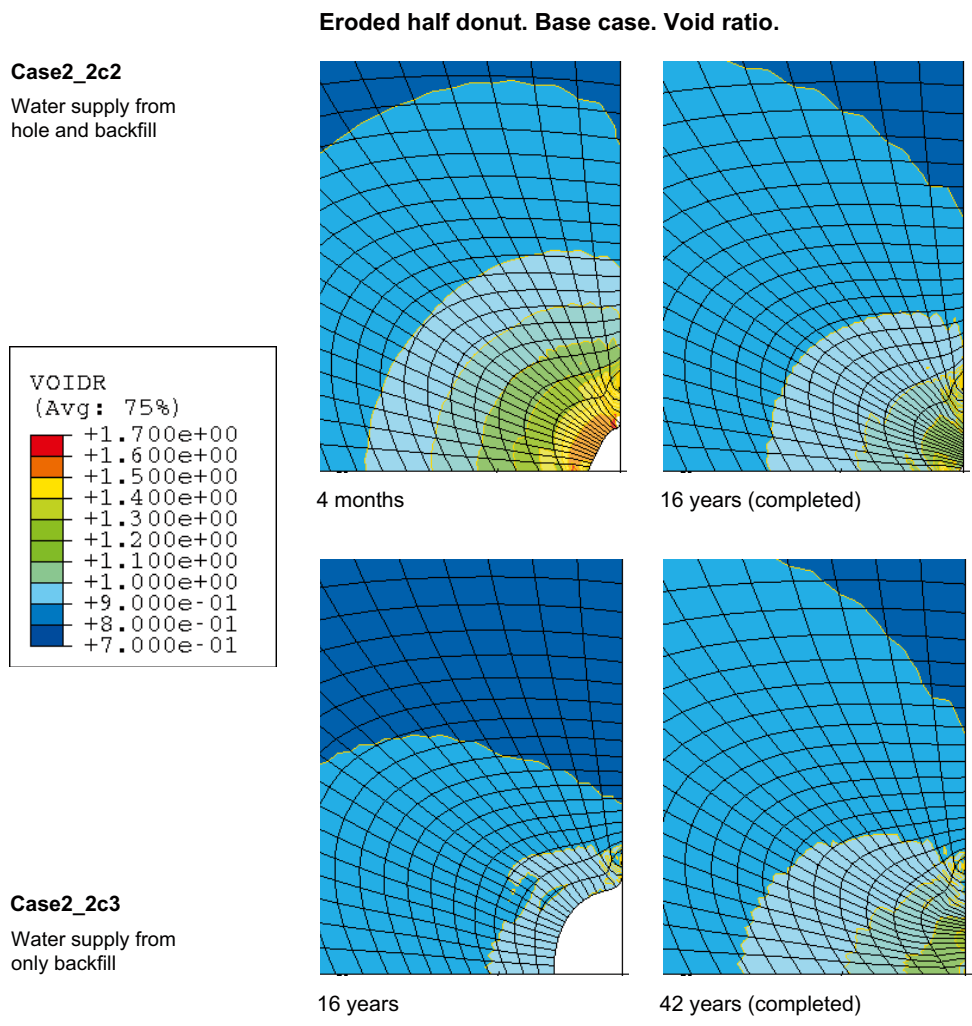 Eroded half donut. Base case. Void ratio.
Case2_2c2
Water supply from
hole and backfill
VOIDR
(Avg: 75%)
+1.700e+00
+1.600e+00
+1.500e+00
+1.400e+00
+1.300e+00
+1.200e+00
+1.100e+00
+1.000e+00
+9.000e-01
+8.000e-01
+7.000e-01
4 months
16 years (completed)
Case2_2c3
Water supply from
only backfill
16 years
42 years (completed)